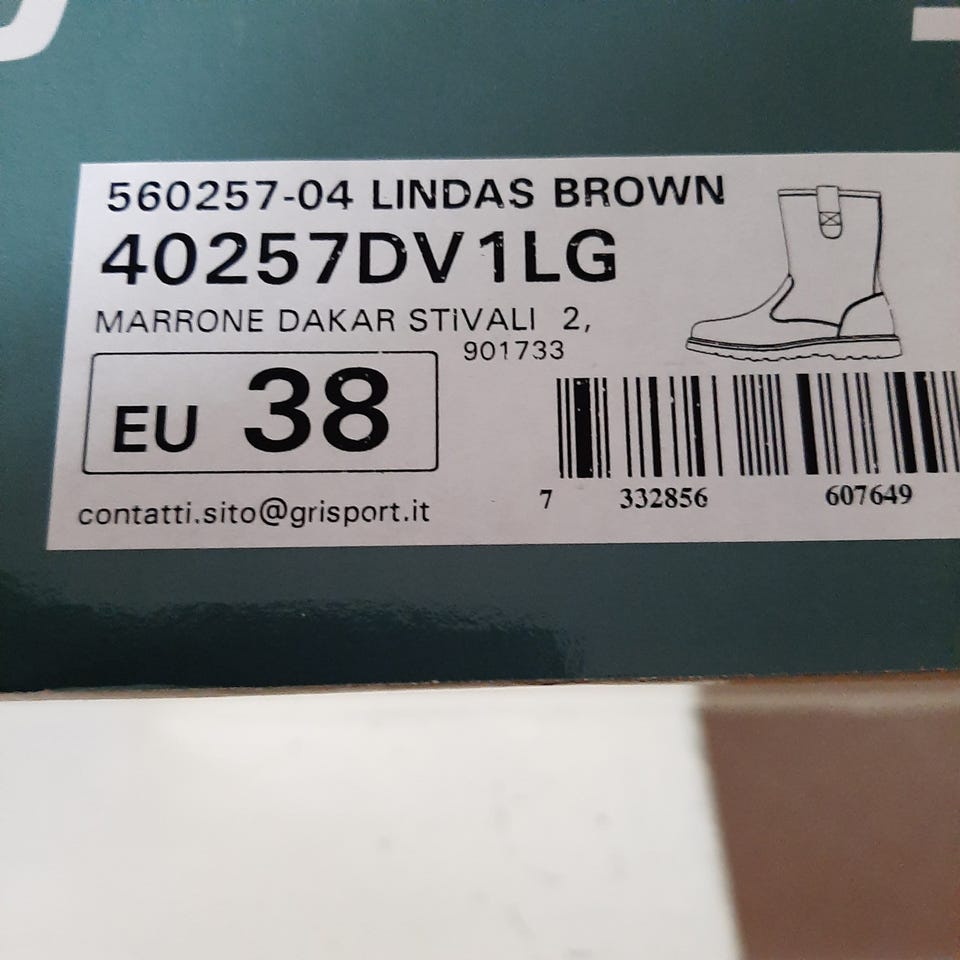 560257-04 LINDAS BROWN
40257DV1LG
MARRONE DAKAR STiVALI 2,
901733
EU 38
7 332856 607649
contatti.sito@grisport.it